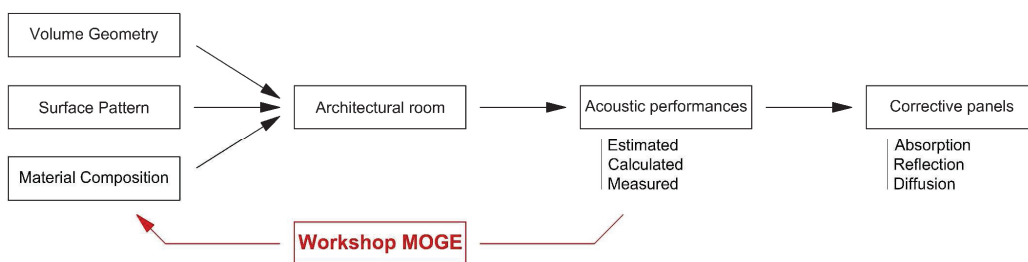 Volume Geometry
Surface Pattern
Material Composition
Architectural room
Acoustic performances
Estimated
Calculated
Measured
Corrective panels
Absorption
Reflection
Diffusion
Workshop MOGE